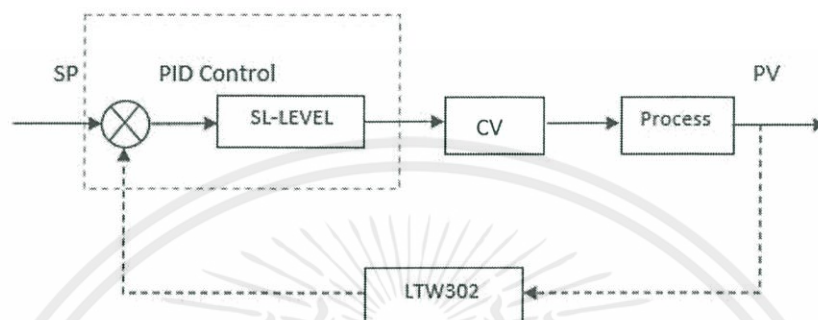 SP
PID Control
PV
SL-LEVEL
CV
Process
LTW302